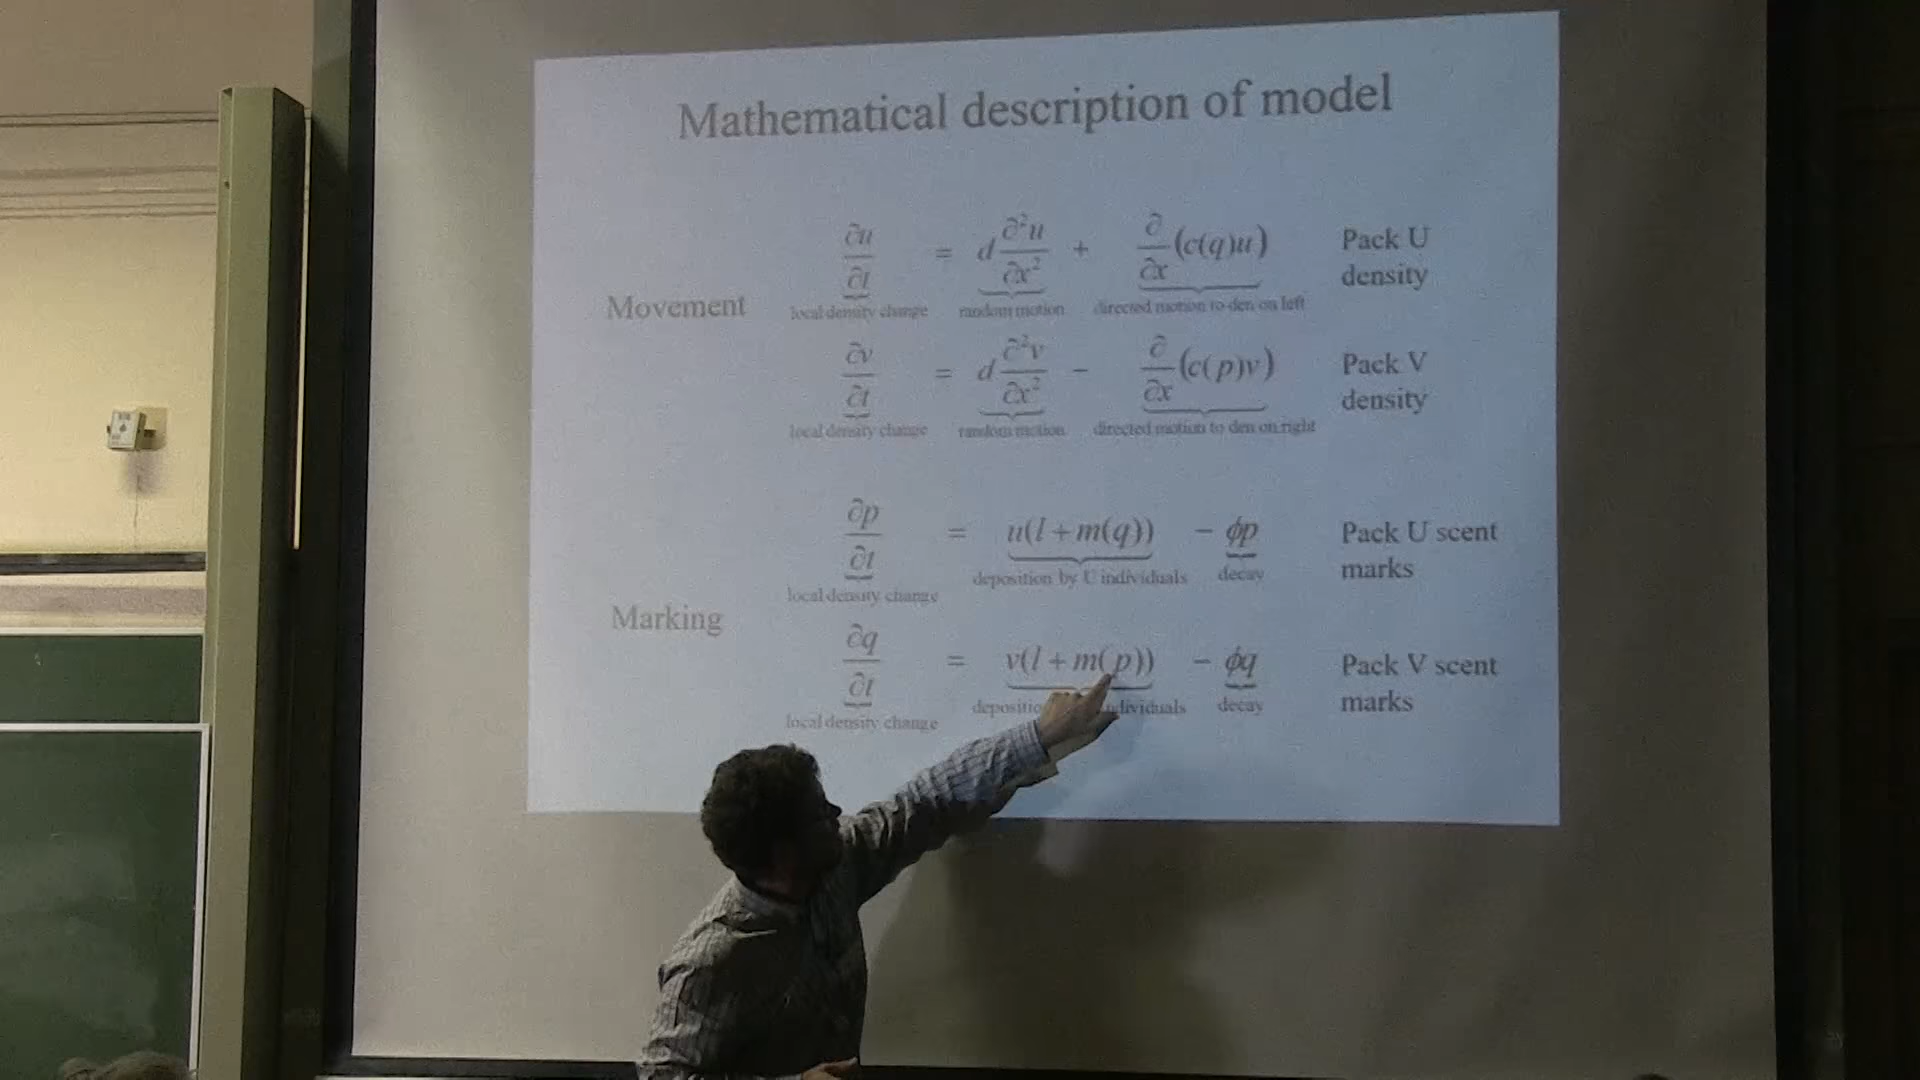 Mathematical description of model
∂u/∂t = d ∂²u/∂x² + ∂/∂x (c(q)u) Pack U density
local density change random motion directed motion to den on left
Movement
∂v/∂t = d ∂²v/∂x² − ∂/∂x (c(p)v) Pack V density
local density change random motion directed motion to den on right
∂p/∂t = u(l + m(q)) − ϕp Pack U scent marks
local density change deposition by U individuals decay
Marking
∂q/∂t = v(l + m(p)) − ϕq Pack V scent marks
local density change individuals decay